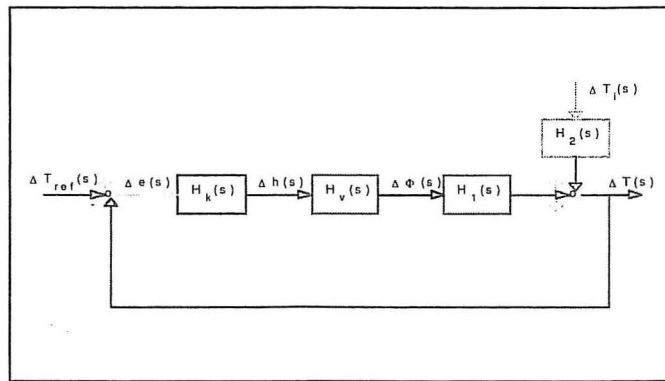 Δ T_i(s)
H_2(s)
Δ T_ref(s)
Δ e(s)
H_k(s)
Δ h(s)
H_v(s)
Δ Φ(s)
H_1(s)
Δ T(s)